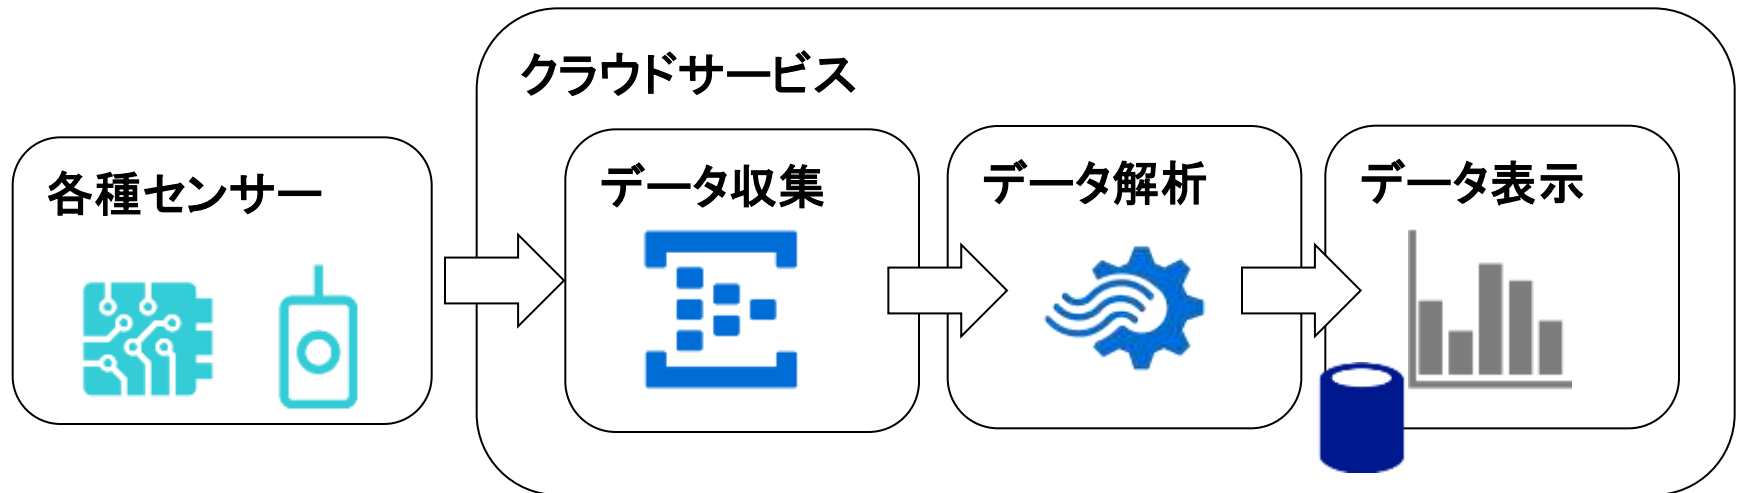 クラウドサービス
各種センサー
データ収集
データ解析
データ表示